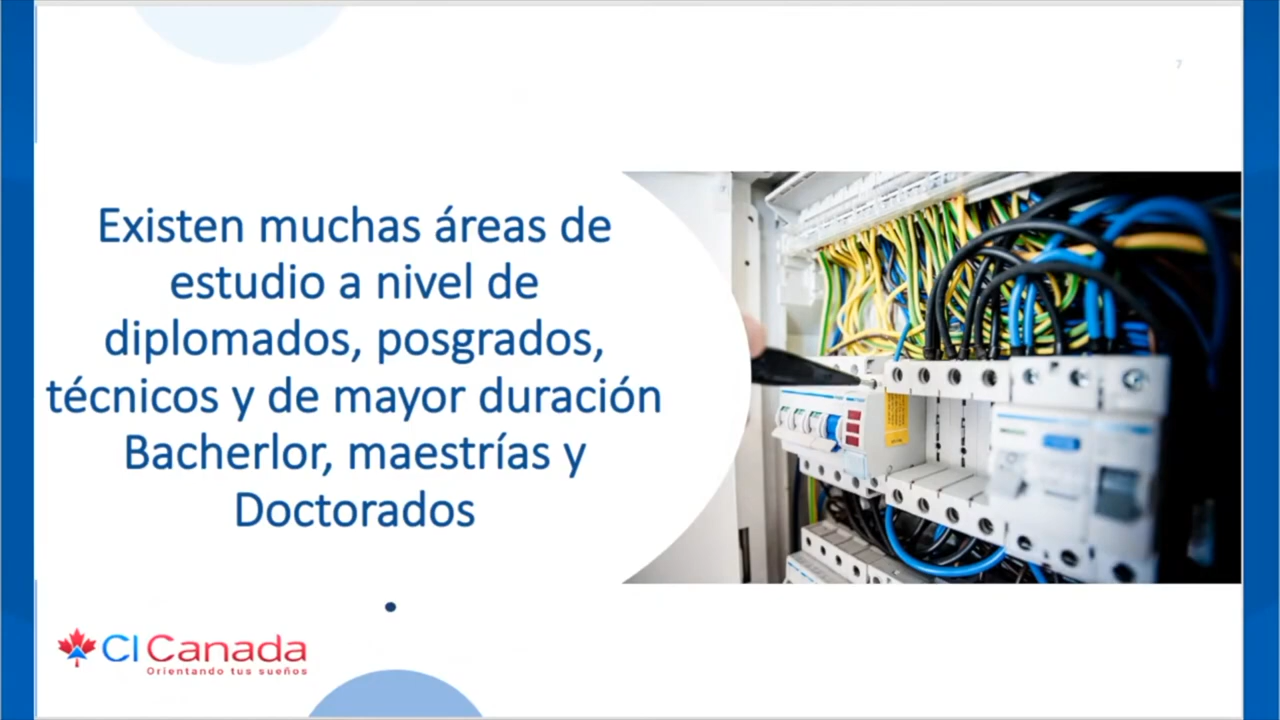 7
Existen muchas áreas de
estudio a nivel de
diplomados, posgrados,
técnicos y de mayor duración
Bacherlor, maestrías y
Doctorados
CI Canada
Orientando tus sueños